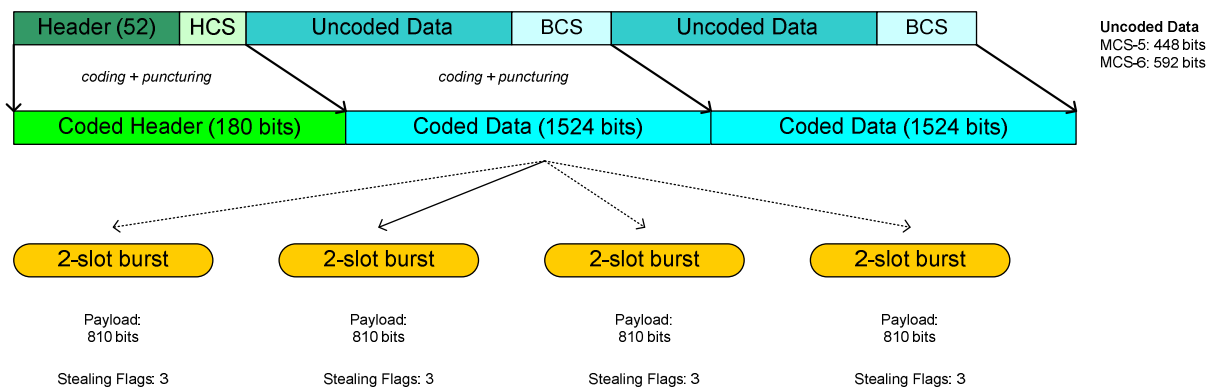 Header (52) HCS Uncoded Data BCS Uncoded Data BCS
Uncoded Data
MCS-5: 448 bits
MCS-6: 592 bits
coding + puncturing coding + puncturing
Coded Header (180 bits) Coded Data (1524 bits) Coded Data (1524 bits)
2-slot burst 2-slot burst 2-slot burst 2-slot burst
Payload: Payload: Payload: Payload:
810 bits 810 bits 810 bits 810 bits
Stealing Flags: 3 Stealing Flags: 3 Stealing Flags: 3 Stealing Flags: 3